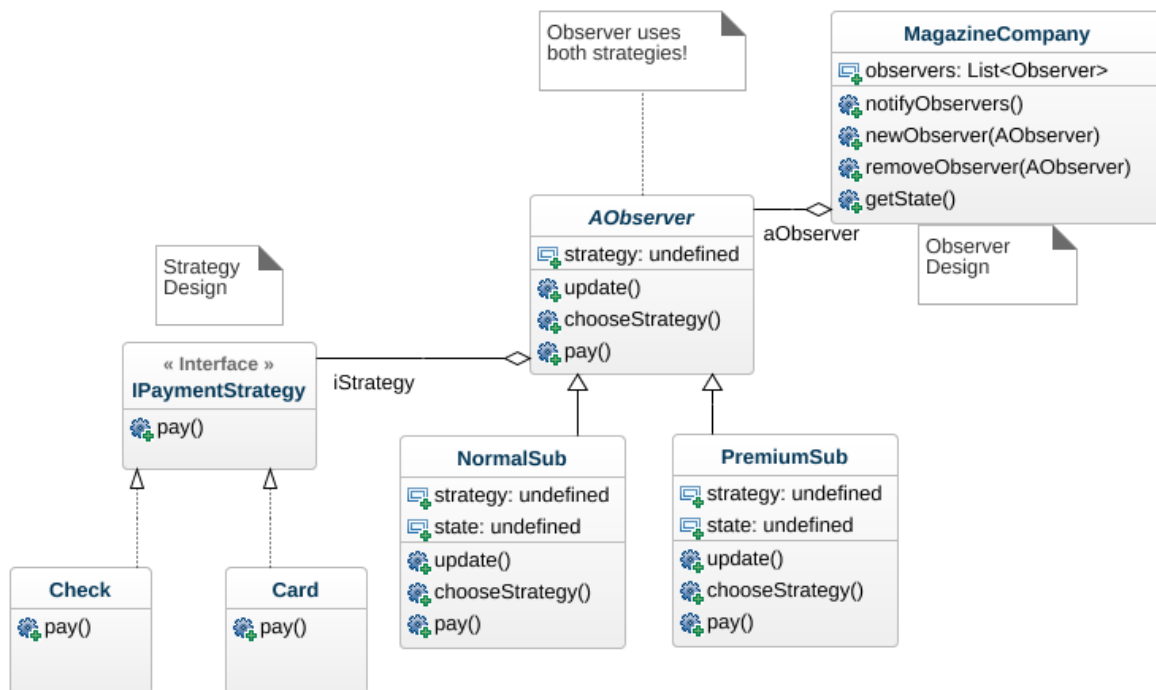 Observer uses
both strategies!
MagazineCompany
observers: List<Observer>
notifyObservers()
newObserver(AObserver)
removeObserver(AObserver)
getState()
AObserver
strategy: undefined
update()
chooseStrategy()
pay()
aObserver
Observer
Design
Strategy
Design
« Interface »
IPaymentStrategy
pay()
iStrategy
NormalSub
strategy: undefined
state: undefined
update()
chooseStrategy()
pay()
PremiumSub
strategy: undefined
state: undefined
update()
chooseStrategy()
pay()
Check
pay()
Card
pay()